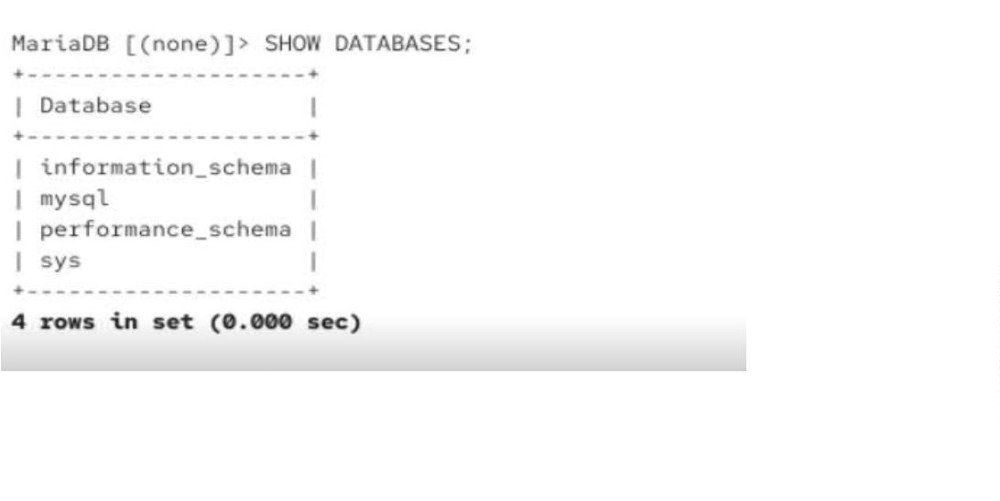 MariaDB [(none)]> SHOW DATABASES;
+--------------------+
| Database           |
+--------------------+
| information_schema |
| mysql              |
| performance_schema |
| sys                |
+--------------------+
4 rows in set (0.000 sec)